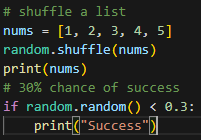 # shuffle a list
nums = [1, 2, 3, 4, 5]
random.shuffle(nums)
print(nums)
# 30% chance of success
if random.random() < 0.3:
    print("Success")